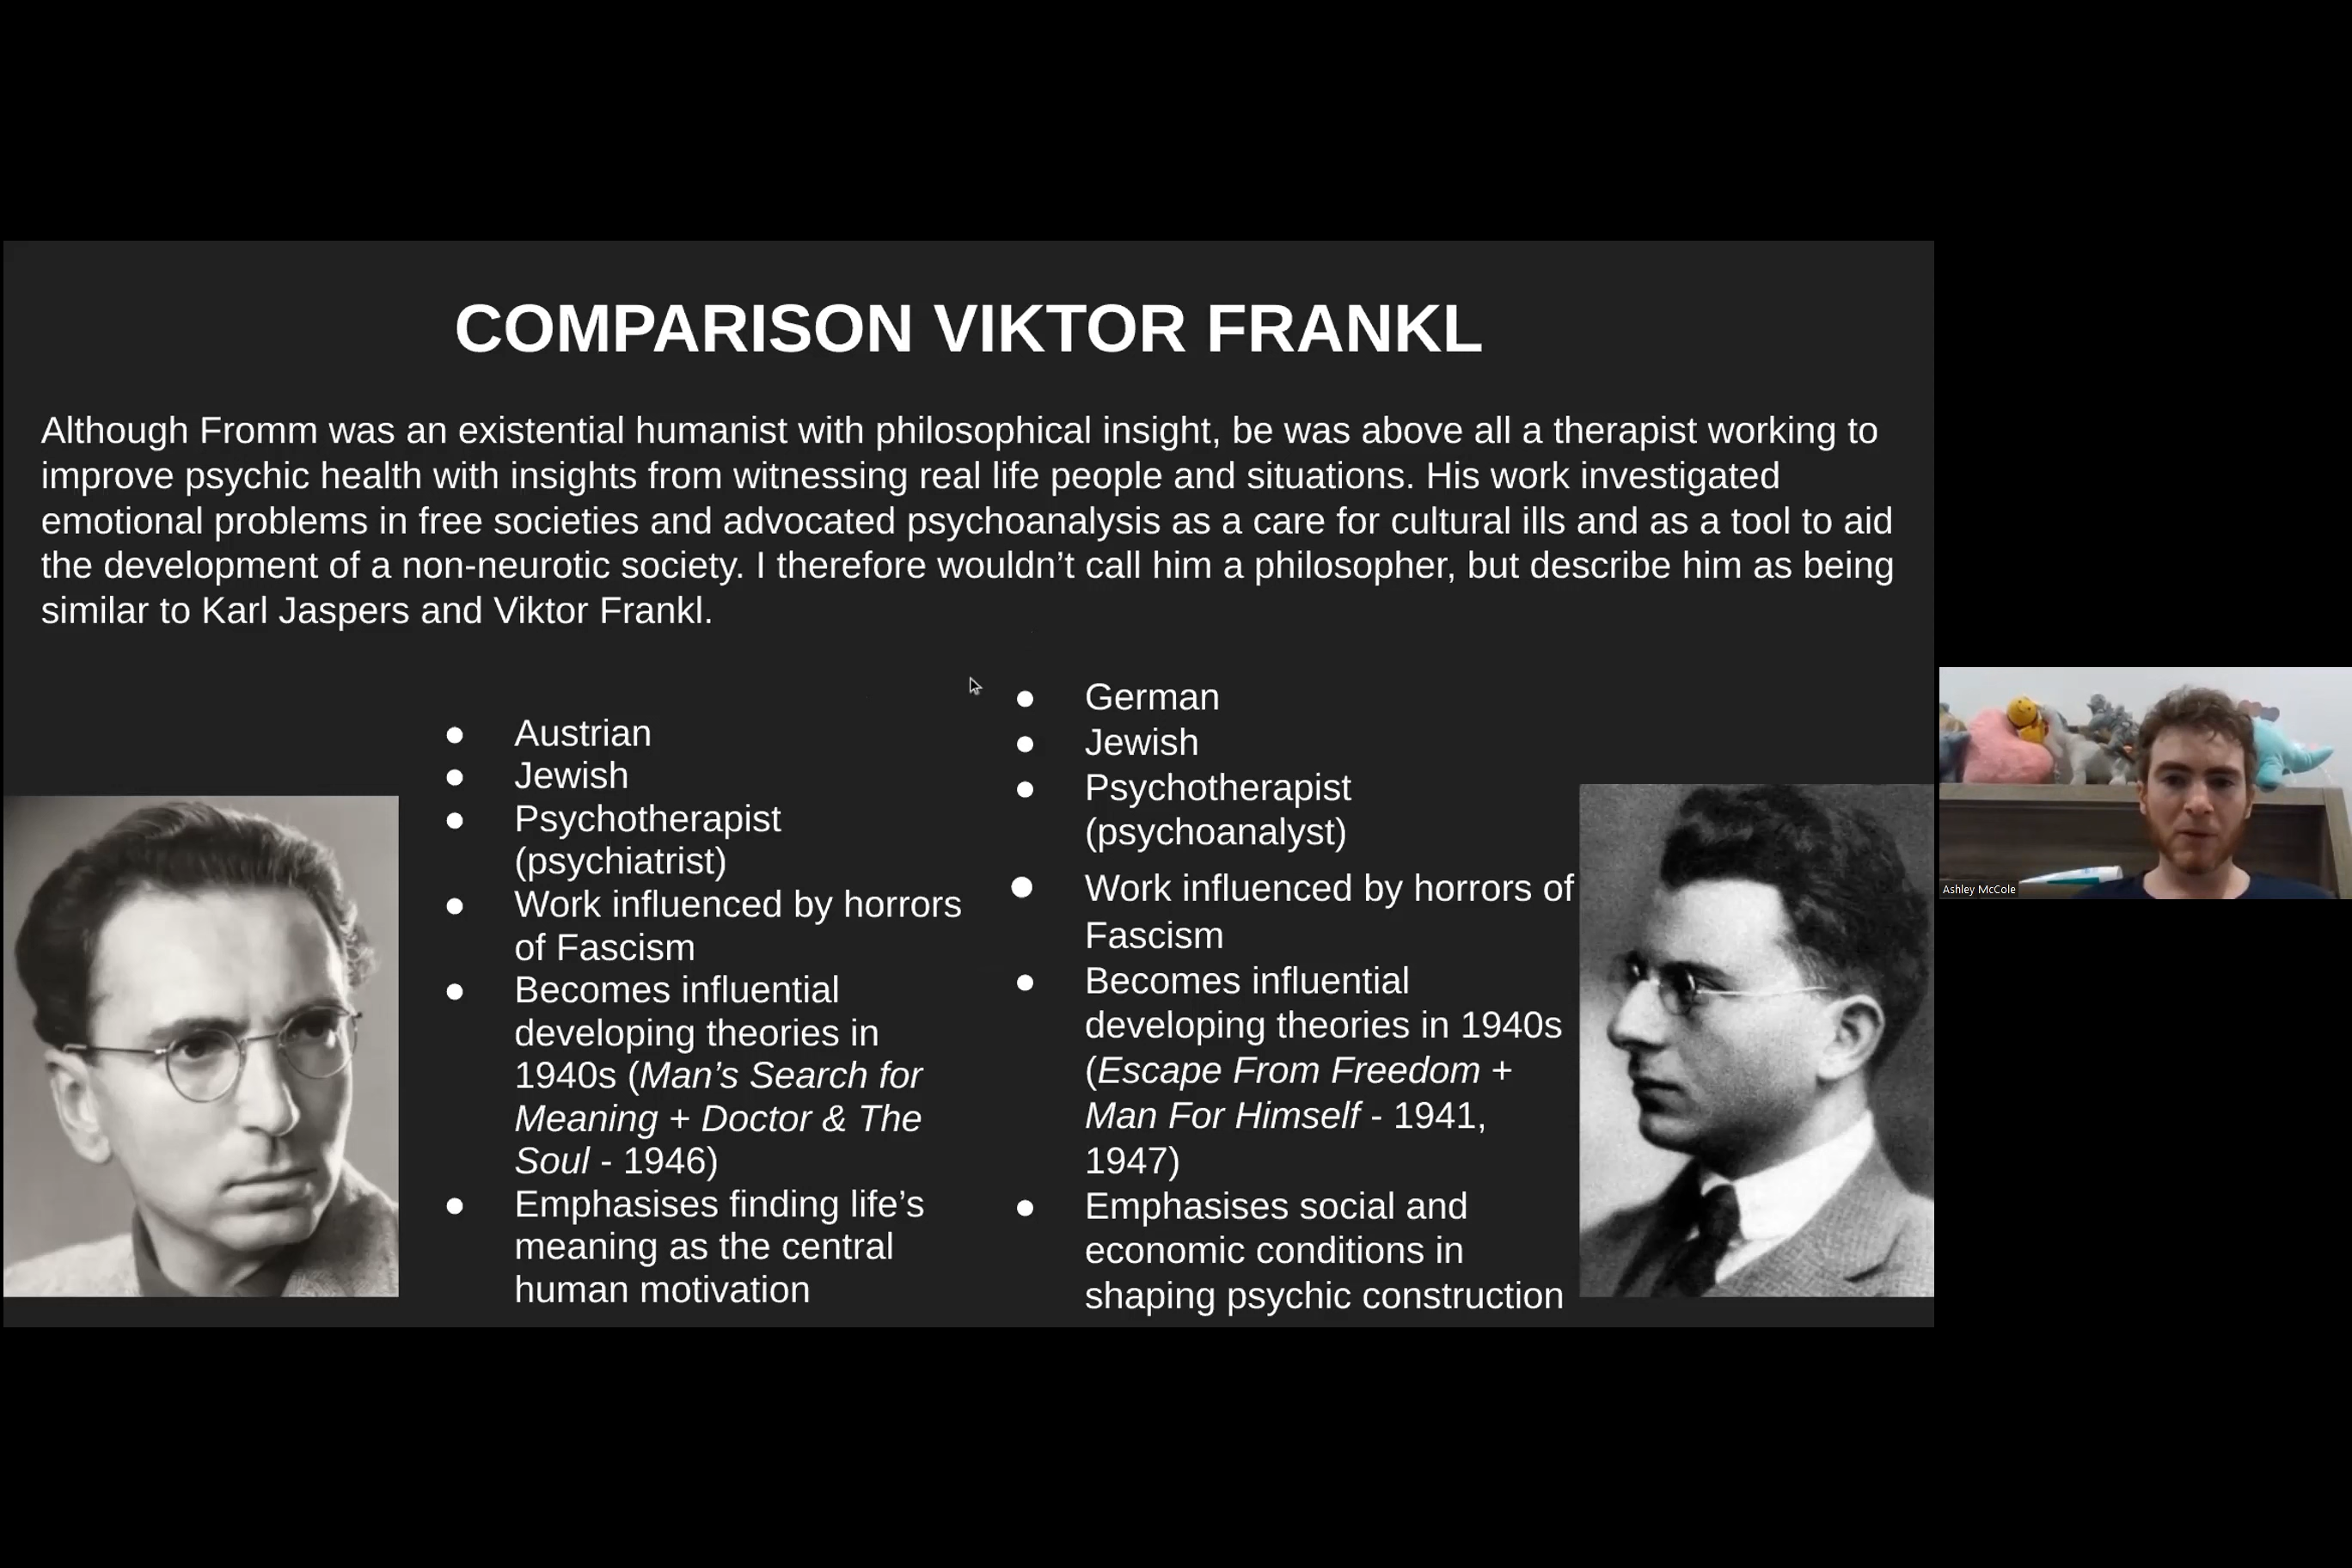 COMPARISON VIKTOR FRANKL
Although Fromm was an existential humanist with philosophical insight, be was above all a therapist working to
improve psychic health with insights from witnessing real life people and situations. His work investigated
emotional problems in free societies and advocated psychoanalysis as a care for cultural ills and as a tool to aid
the development of a non-neurotic society. I therefore wouldn’t call him a philosopher, but describe him as being
similar to Karl Jaspers and Viktor Frankl.
● Austrian
● Jewish
● Psychotherapist
(psychiatrist)
● Work influenced by horrors
of Fascism
● Becomes influential
developing theories in
1940s (Man’s Search for
Meaning + Doctor & The
Soul - 1946)
● Emphasises finding life’s
meaning as the central
human motivation
● German
● Jewish
● Psychotherapist
(psychoanalyst)
● Work influenced by horrors of
Fascism
● Becomes influential
developing theories in 1940s
(Escape From Freedom +
Man For Himself - 1941,
1947)
● Emphasises social and
economic conditions in
shaping psychic construction
Ashley McCole